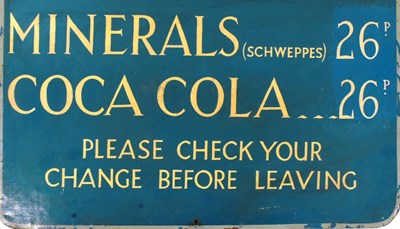 MINERALS (SCHWEPPES) 26P.
COCA COLA...26P.
PLEASE CHECK YOUR
CHANGE BEFORE LEAVING